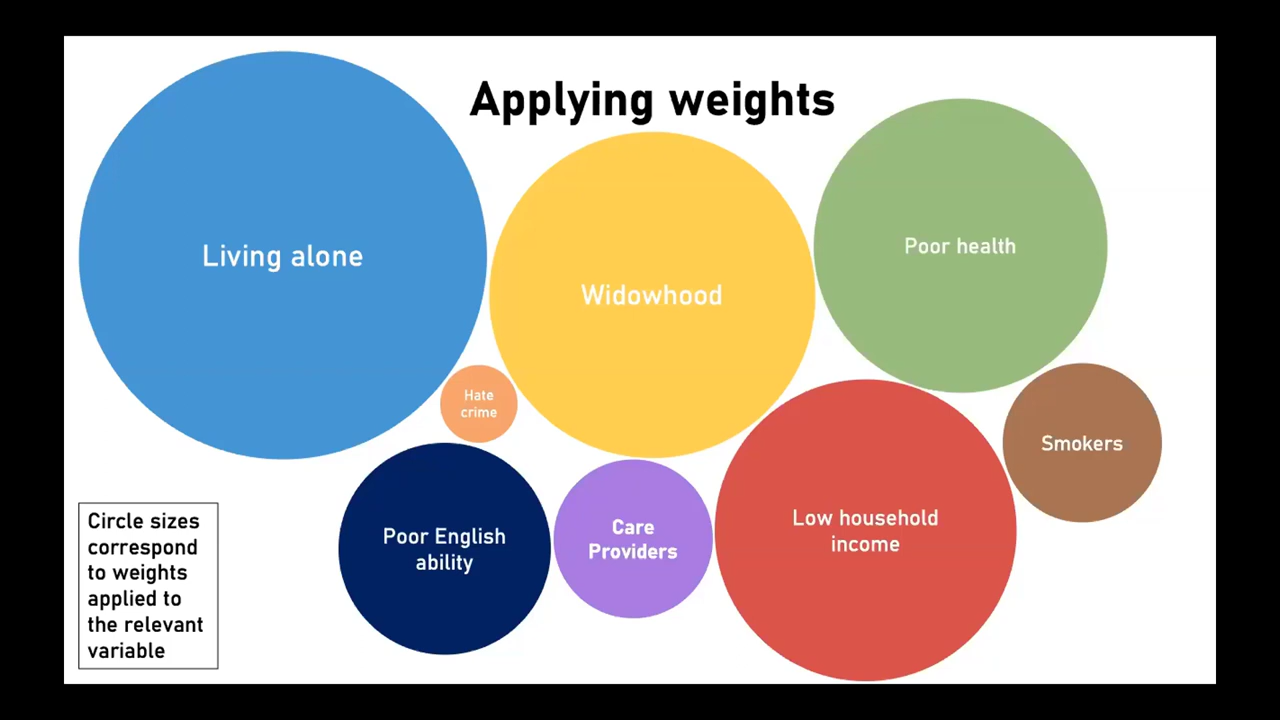 Applying weights
Living alone
Widowhood
Poor health
Hate
crime
Smokers
Poor English
ability
Care
Providers
Low household
income
Circle sizes
correspond
to weights
applied to
the relevant
variable